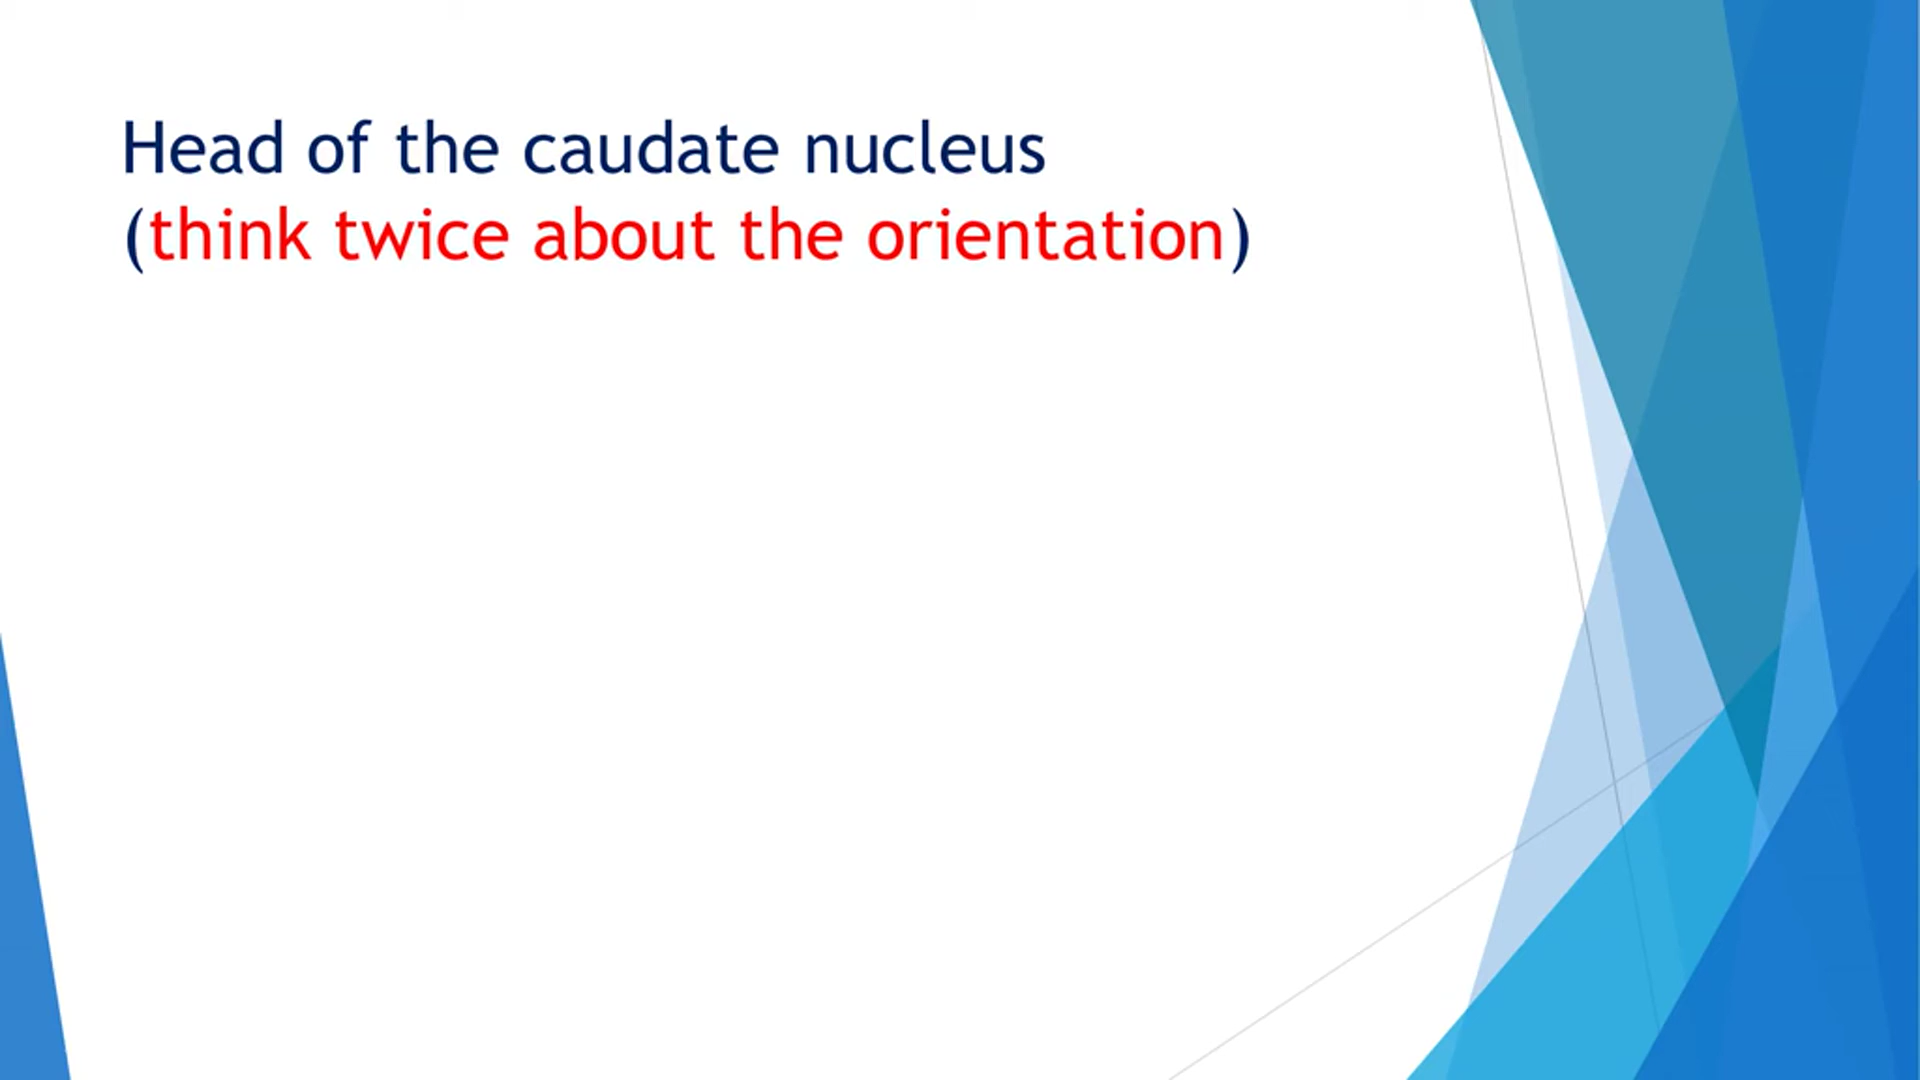 Head of the caudate nucleus
(think twice about the orientation)